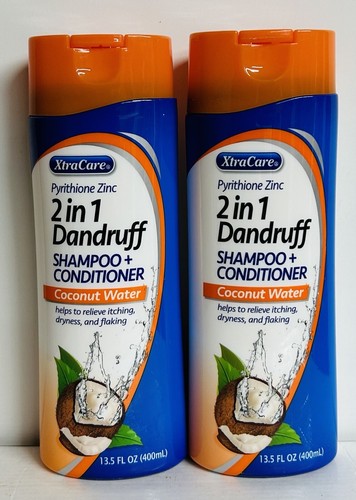 XtraCare®
Pyrithione Zinc
2 in 1
Dandruff
SHAMPOO +
CONDITIONER
Coconut Water
helps to relieve itching,
dryness, and flaking
13.5 FL OZ (400mL)
XtraCare®
Pyrithione Zinc
2 in 1
Dandruff
SHAMPOO +
CONDITIONER
Coconut Water
helps to relieve itching,
dryness, and flaking
13.5 FL OZ (400mL)